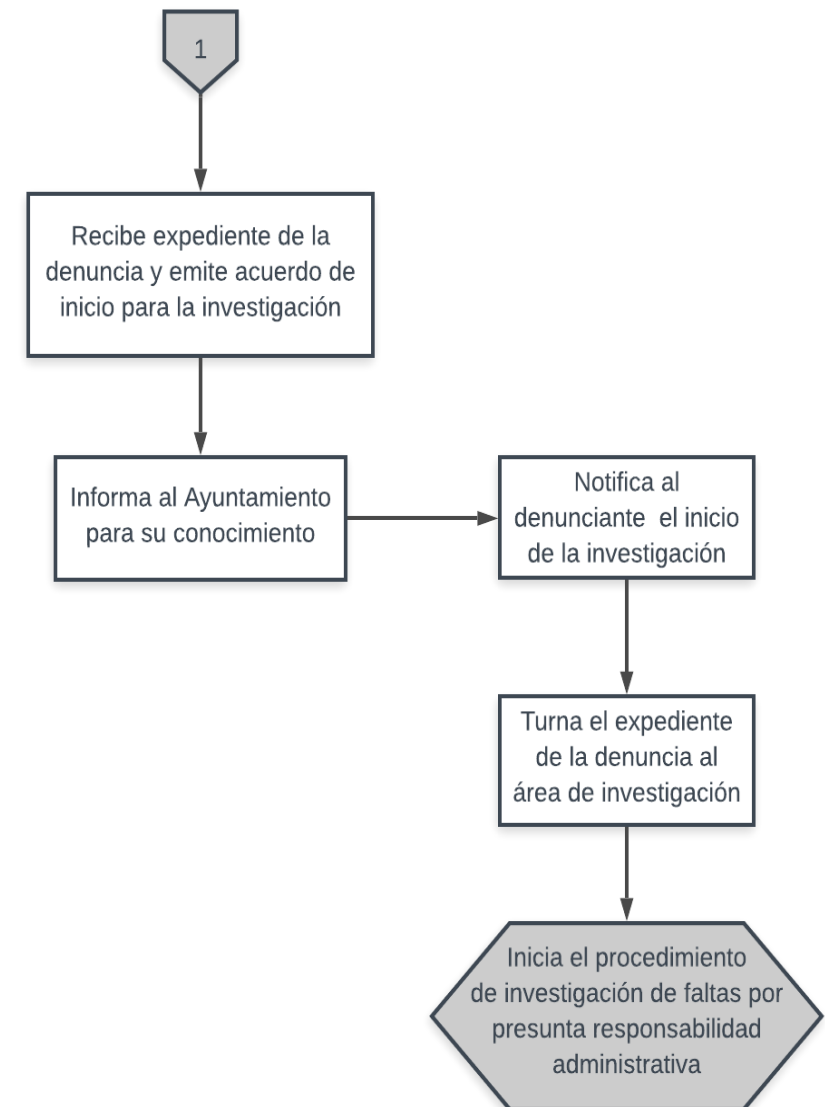 1
Recibe expediente de la
denuncia y emite acuerdo de
inicio para la investigación
Informa al Ayuntamiento
para su conocimiento
Notifica al
denunciante el inicio
de la investigación
Turna el expediente
de la denuncia al
área de investigación
Inicia el procedimiento
de investigación de faltas por
presunta responsabilidad
administrativa